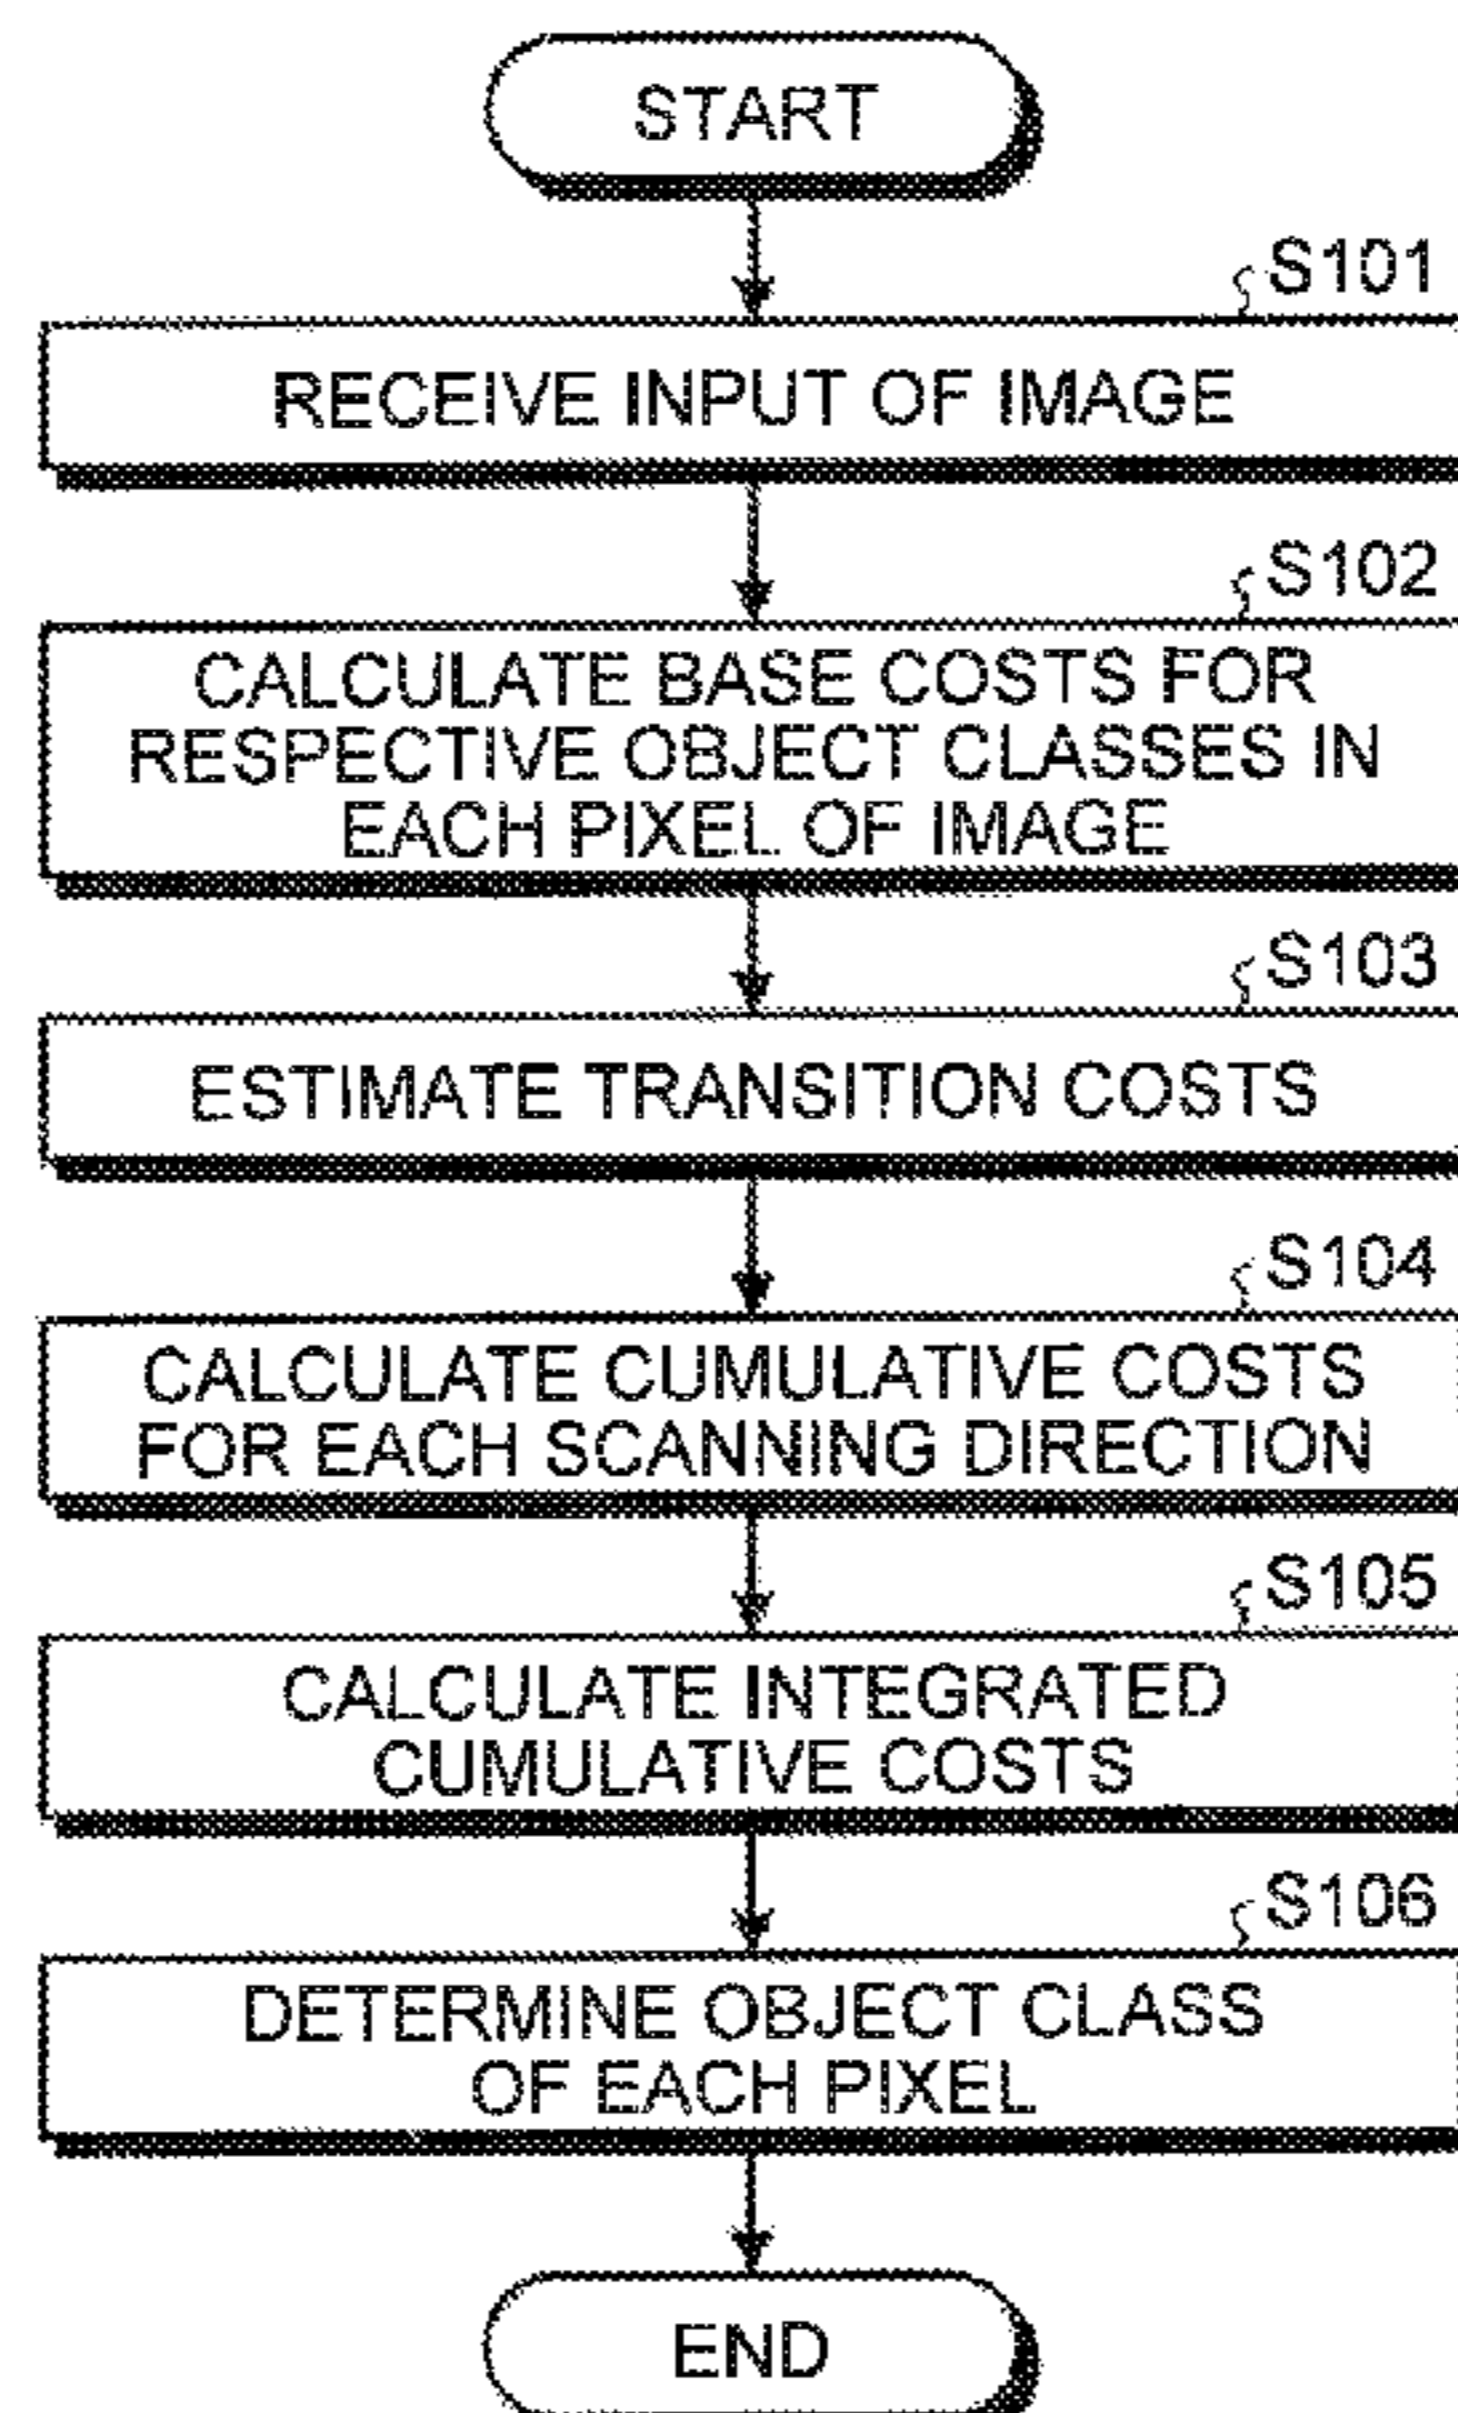 START
S101
RECEIVE INPUT OF IMAGE
S102
CALCULATE BASE COSTS FOR
RESPECTIVE OBJECT CLASSES IN
EACH PIXEL OF IMAGE
S103
ESTIMATE TRANSITION COSTS
S104
CALCULATE CUMULATIVE COSTS
FOR EACH SCANNING DIRECTION
S105
CALCULATE INTEGRATED
CUMULATIVE COSTS
S106
DETERMINE OBJECT CLASS
OF EACH PIXEL
END